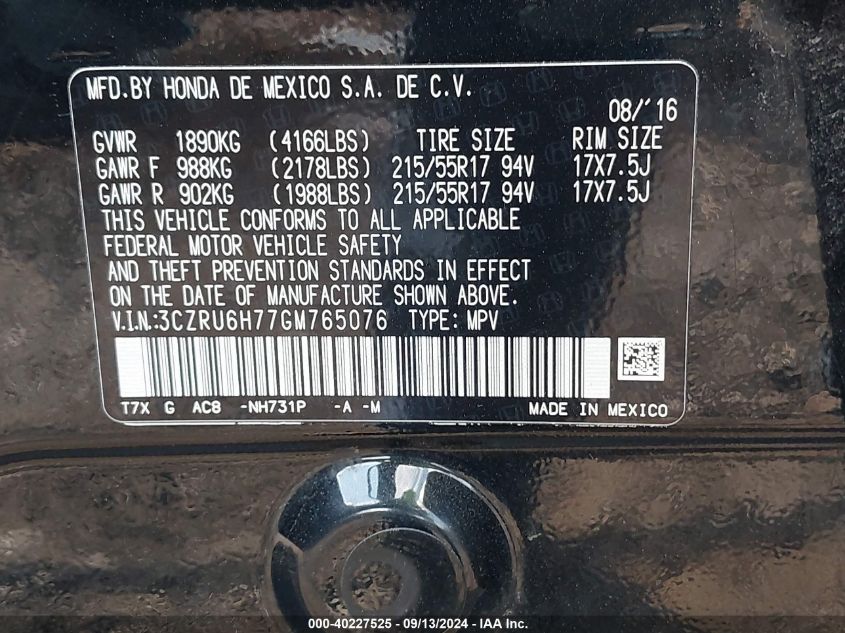 MFD.BY HONDA DE MEXICO S.A. DE C.V.
08/'16
GVWR 1890KG (4166LBS) TIRE SIZE RIM SIZE
GAWR F 988KG (2178LBS) 215/55R17 94V 17X7.5J
GAWR R 902KG (1988LBS) 215/55R17 94V 17X7.5J
THIS VEHICLE CONFORMS TO ALL APPLICABLE
FEDERAL MOTOR VEHICLE SAFETY
AND THEFT PREVENTION STANDARDS IN EFFECT
ON THE DATE OF MANUFACTURE SHOWN ABOVE.
V.I.N.:3CZRU6H77GM765076 TYPE: MPV
T7X G AC8 -NH731P -A -M MADE IN MEXICO
000-40227525 - 09/13/2024 - IAA Inc.